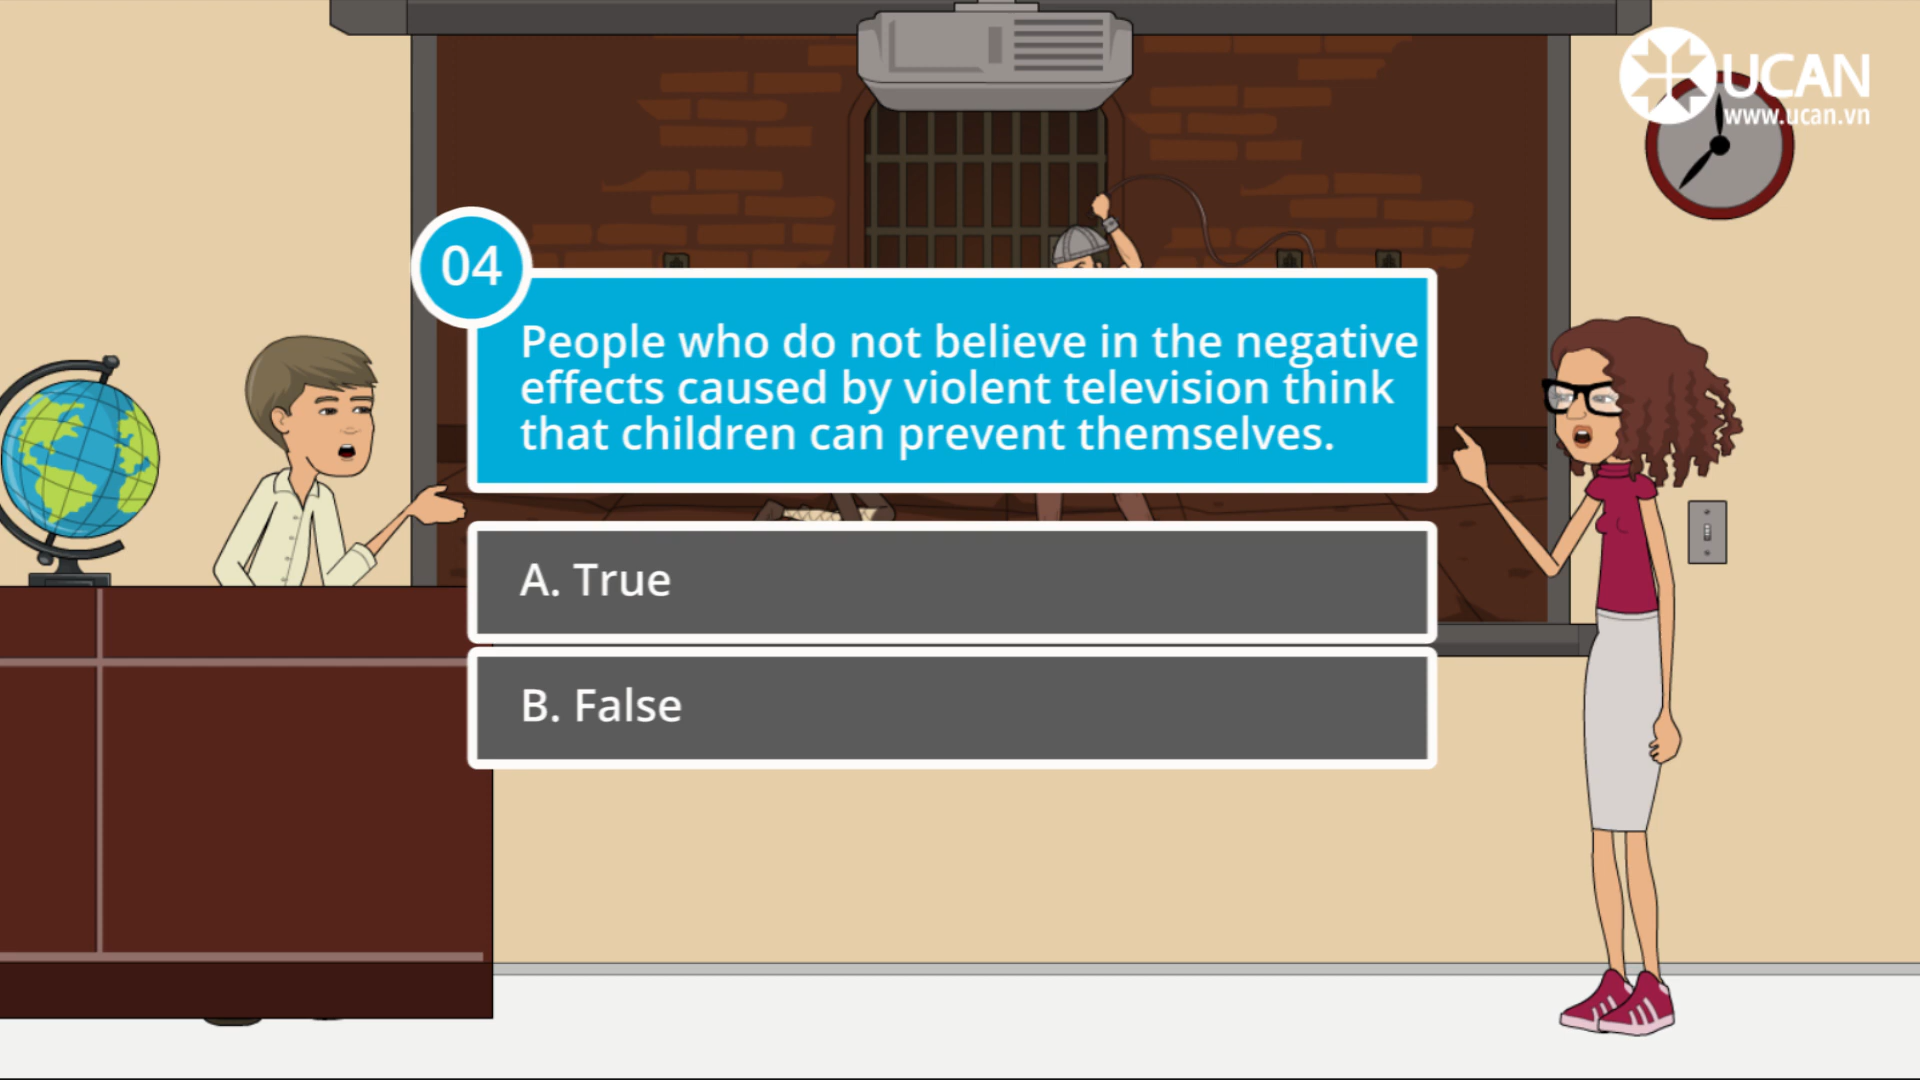 UCAN
www.ucan.vn
04
People who do not believe in the negative
effects caused by violent television think
that children can prevent themselves.
A. True
B. False